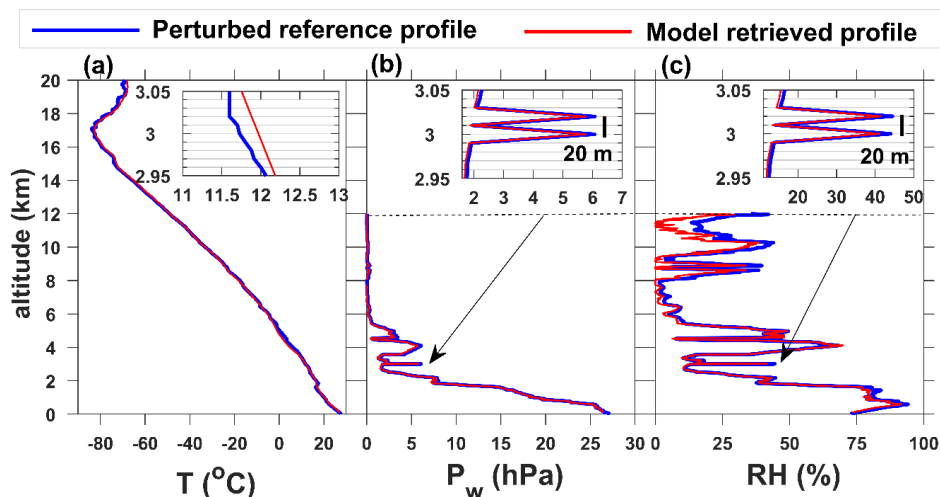 Perturbed reference profile Model retrieved profile
(a) (b) (c)
20
18
16
14
12
10
8
6
4
2
0
altitude (km)
3.05
3
2.95
11 11.5 12 12.5 13
-80 -60 -40 -20 0 20
T (°C)
3.05
3
2.95
20 m
2 3 4 5 6 7
0 5 10 15 20 25 30
P_w (hPa)
3.05
3
2.95
20 m
20 30 40 50
0 25 50 75 100
RH (%)